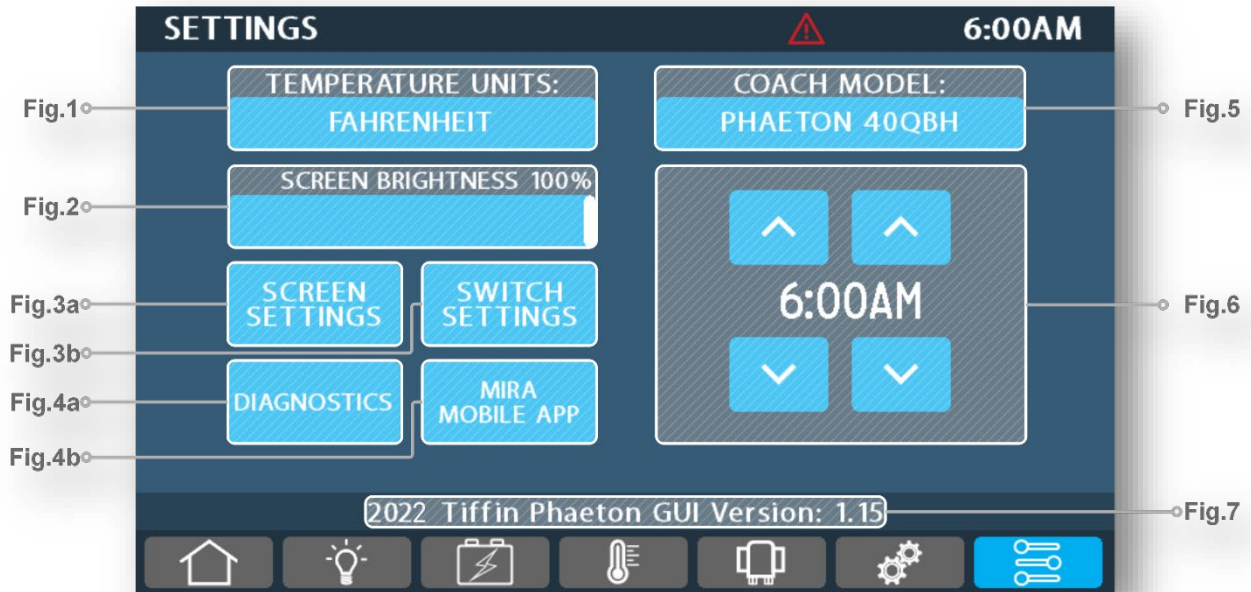 SETTINGS
6:00AM
TEMPERATURE UNITS:
FAHRENHEIT
COACH MODEL:
PHAETON 40QBH
Fig.1
Fig.5
SCREEN BRIGHTNESS 100%
Fig.2
SCREEN
SETTINGS
SWITCH
SETTINGS
6:00AM
Fig.3a
Fig.6
Fig.3b
DIAGNOSTICS
MIRA
MOBILE APP
Fig.4a
Fig.4b
2022 Tiffin Phaeton GUI Version: 1.15
Fig.7